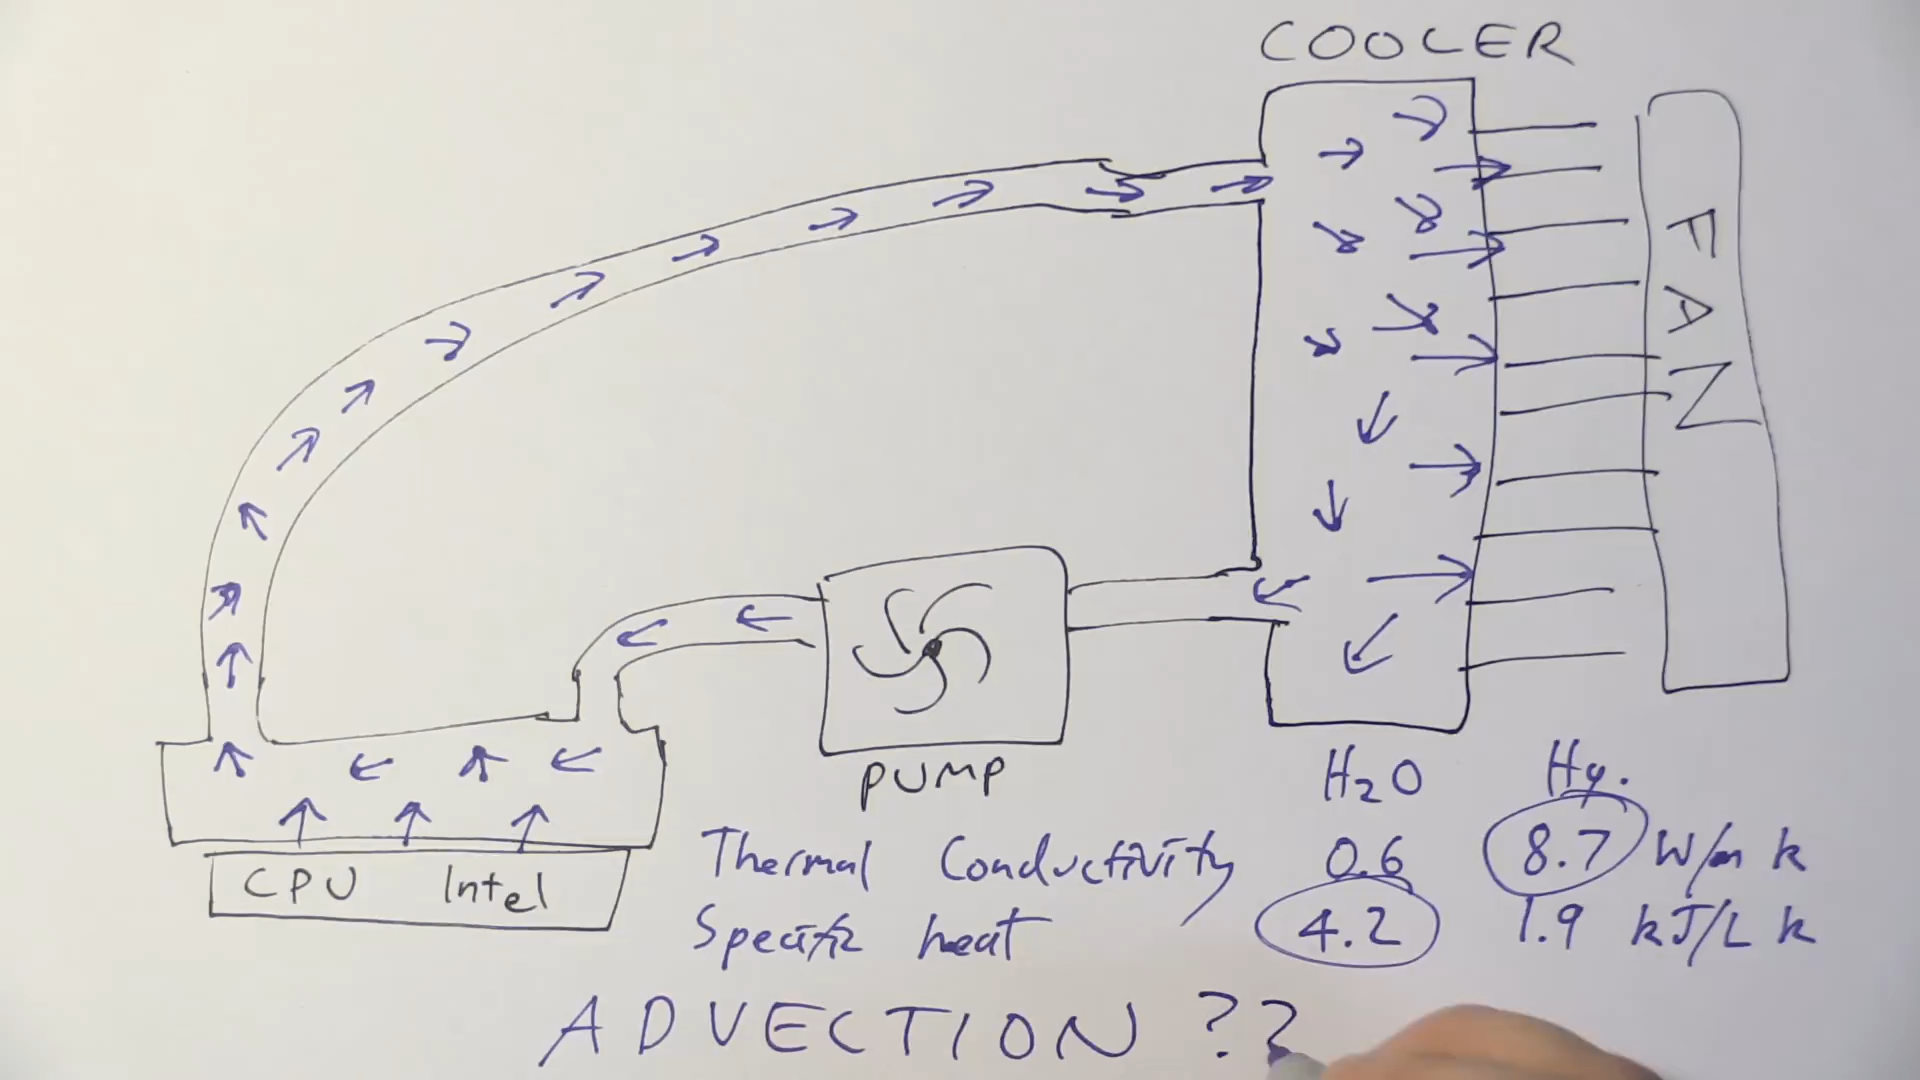 COOLER
FAN
PUMP
CPU Intel
H2O Hg.
Thermal Conductivity 0.6 8.7 W/m k
Specific heat 4.2 1.9 kJ/L k
ADVECTION ??